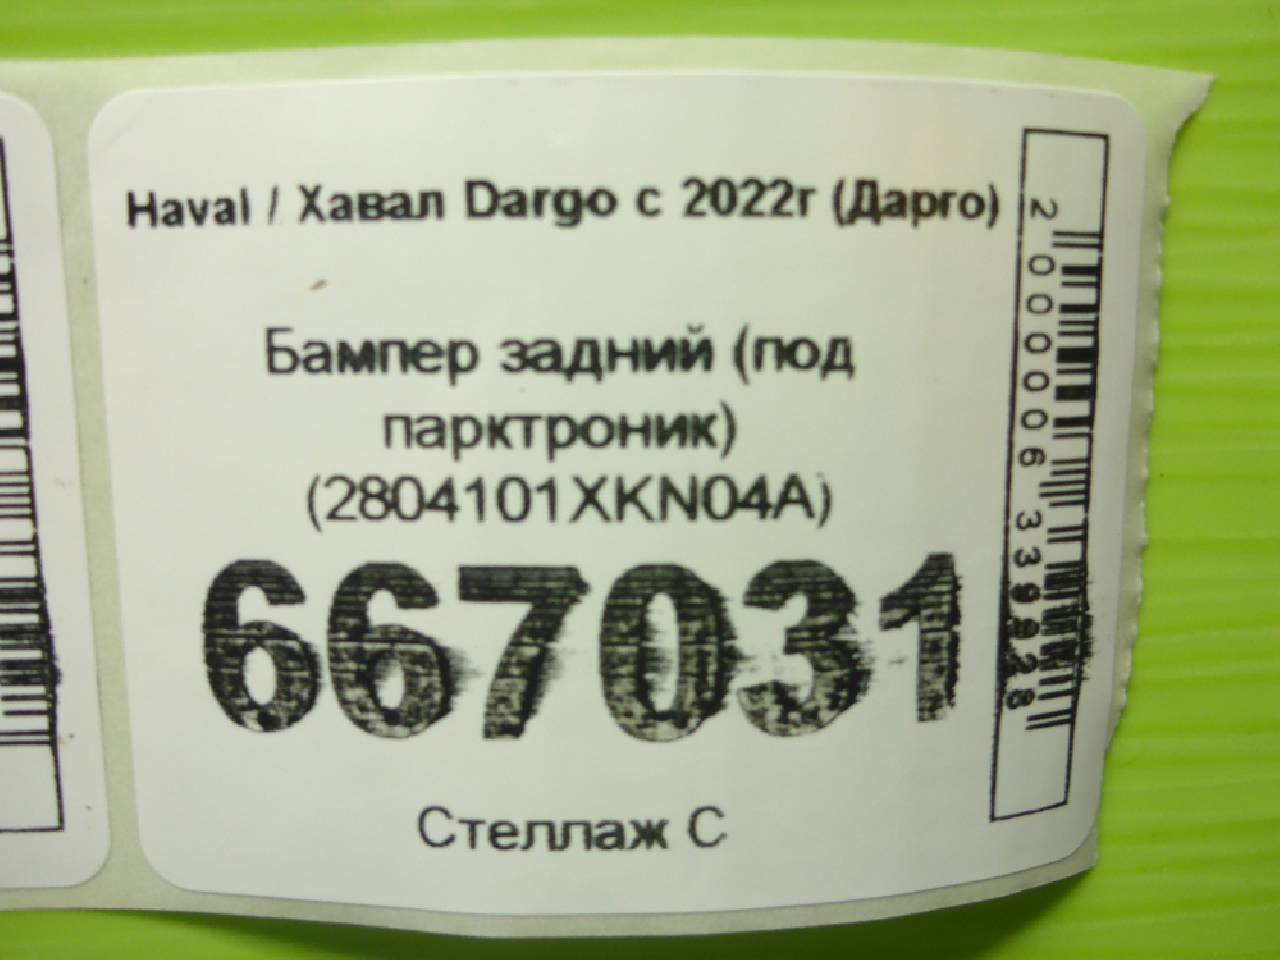 Haval / Хавал Dargo с 2022г (Дарго)
Бампер задний (под
парктроник)
(2804101XKN04A)
667031
Стеллаж С